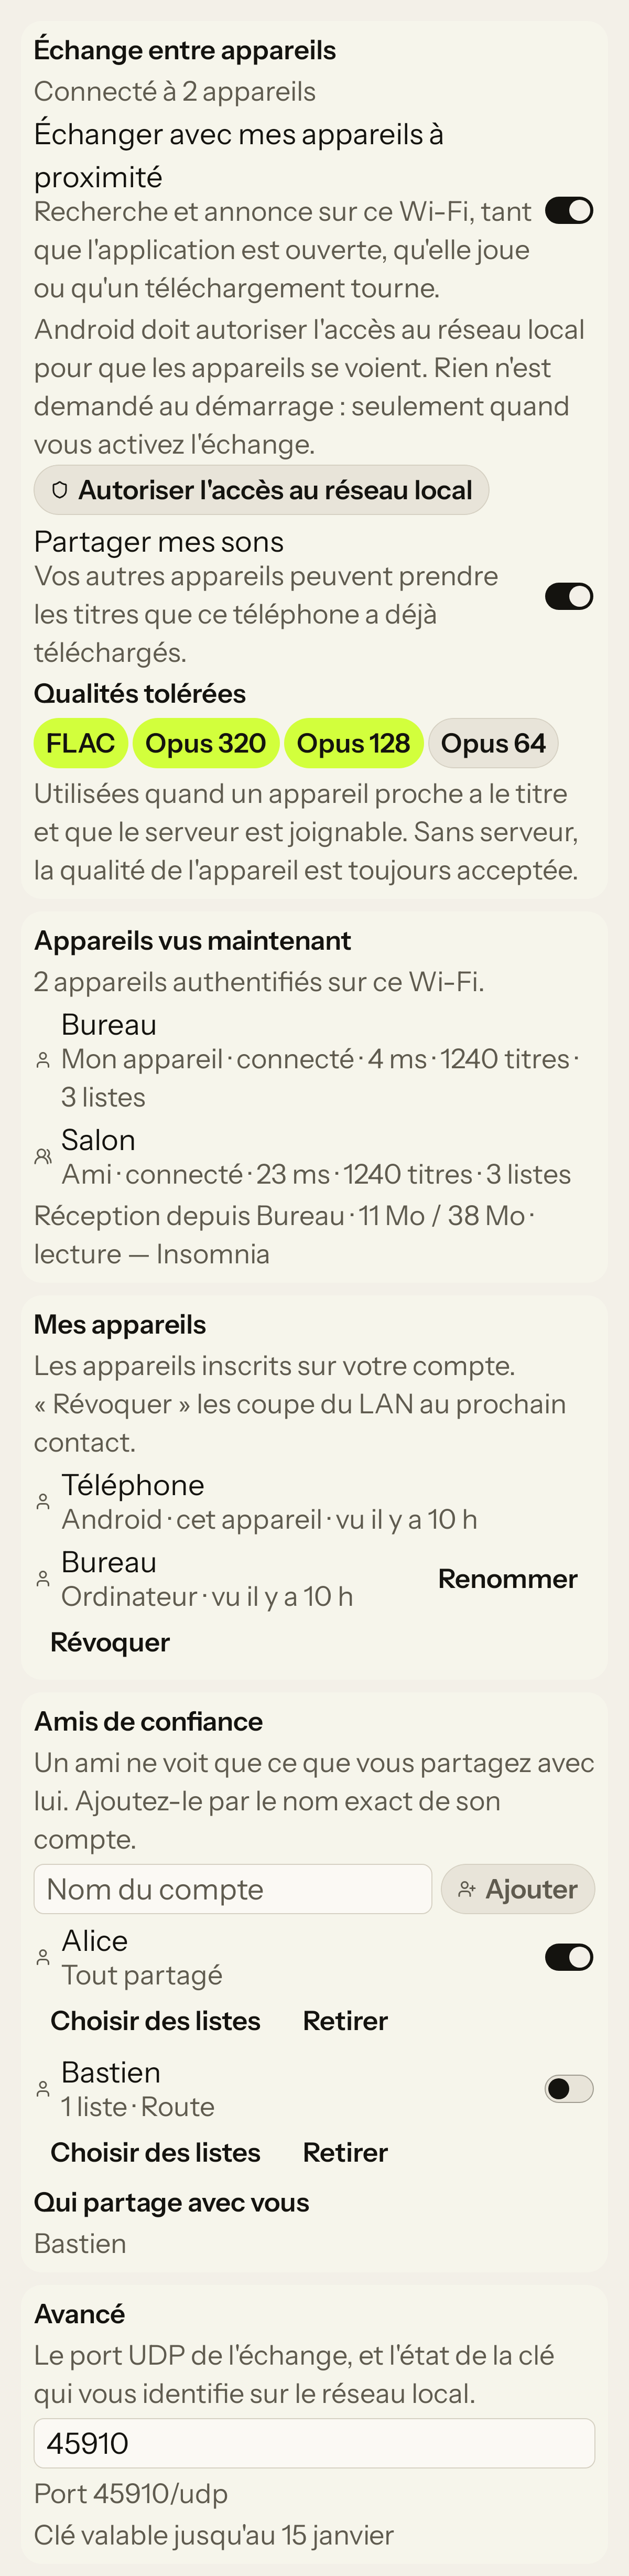 Échange entre appareils
Connecté à 2 appareils
Échanger avec mes appareils à
proximité
Recherche et annonce sur ce Wi-Fi, tant
que l'application est ouverte, qu'elle joue
ou qu'un téléchargement tourne.
Android doit autoriser l'accès au réseau local
pour que les appareils se voient. Rien n'est
demandé au démarrage : seulement quand
vous activez l'échange.
Autoriser l'accès au réseau local
Partager mes sons
Vos autres appareils peuvent prendre
les titres que ce téléphone a déjà
téléchargés.
Qualités tolérées
FLAC Opus 320 Opus 128 Opus 64
Utilisées quand un appareil proche a le titre
et que le serveur est joignable. Sans serveur,
la qualité de l'appareil est toujours acceptée.
Appareils vus maintenant
2 appareils authentifiés sur ce Wi-Fi.
Bureau
Mon appareil · connecté · 4 ms · 1240 titres ·
3 listes
Salon
Ami · connecté · 23 ms · 1240 titres · 3 listes
Réception depuis Bureau · 11 Mo / 38 Mo ·
lecture — Insomnia
Mes appareils
Les appareils inscrits sur votre compte.
« Révoquer » les coupe du LAN au prochain
contact.
Téléphone
Android · cet appareil · vu il y a 10 h
Bureau
Ordinateur · vu il y a 10 h
Renommer
Révoquer
Amis de confiance
Un ami ne voit que ce que vous partagez avec
lui. Ajoutez-le par le nom exact de son
compte.
Nom du compte Ajouter
Alice
Tout partagé
Choisir des listes Retirer
Bastien
1 liste · Route
Choisir des listes Retirer
Qui partage avec vous
Bastien
Avancé
Le port UDP de l'échange, et l'état de la clé
qui vous identifie sur le réseau local.
45910
Port 45910/udp
Clé valable jusqu'au 15 janvier